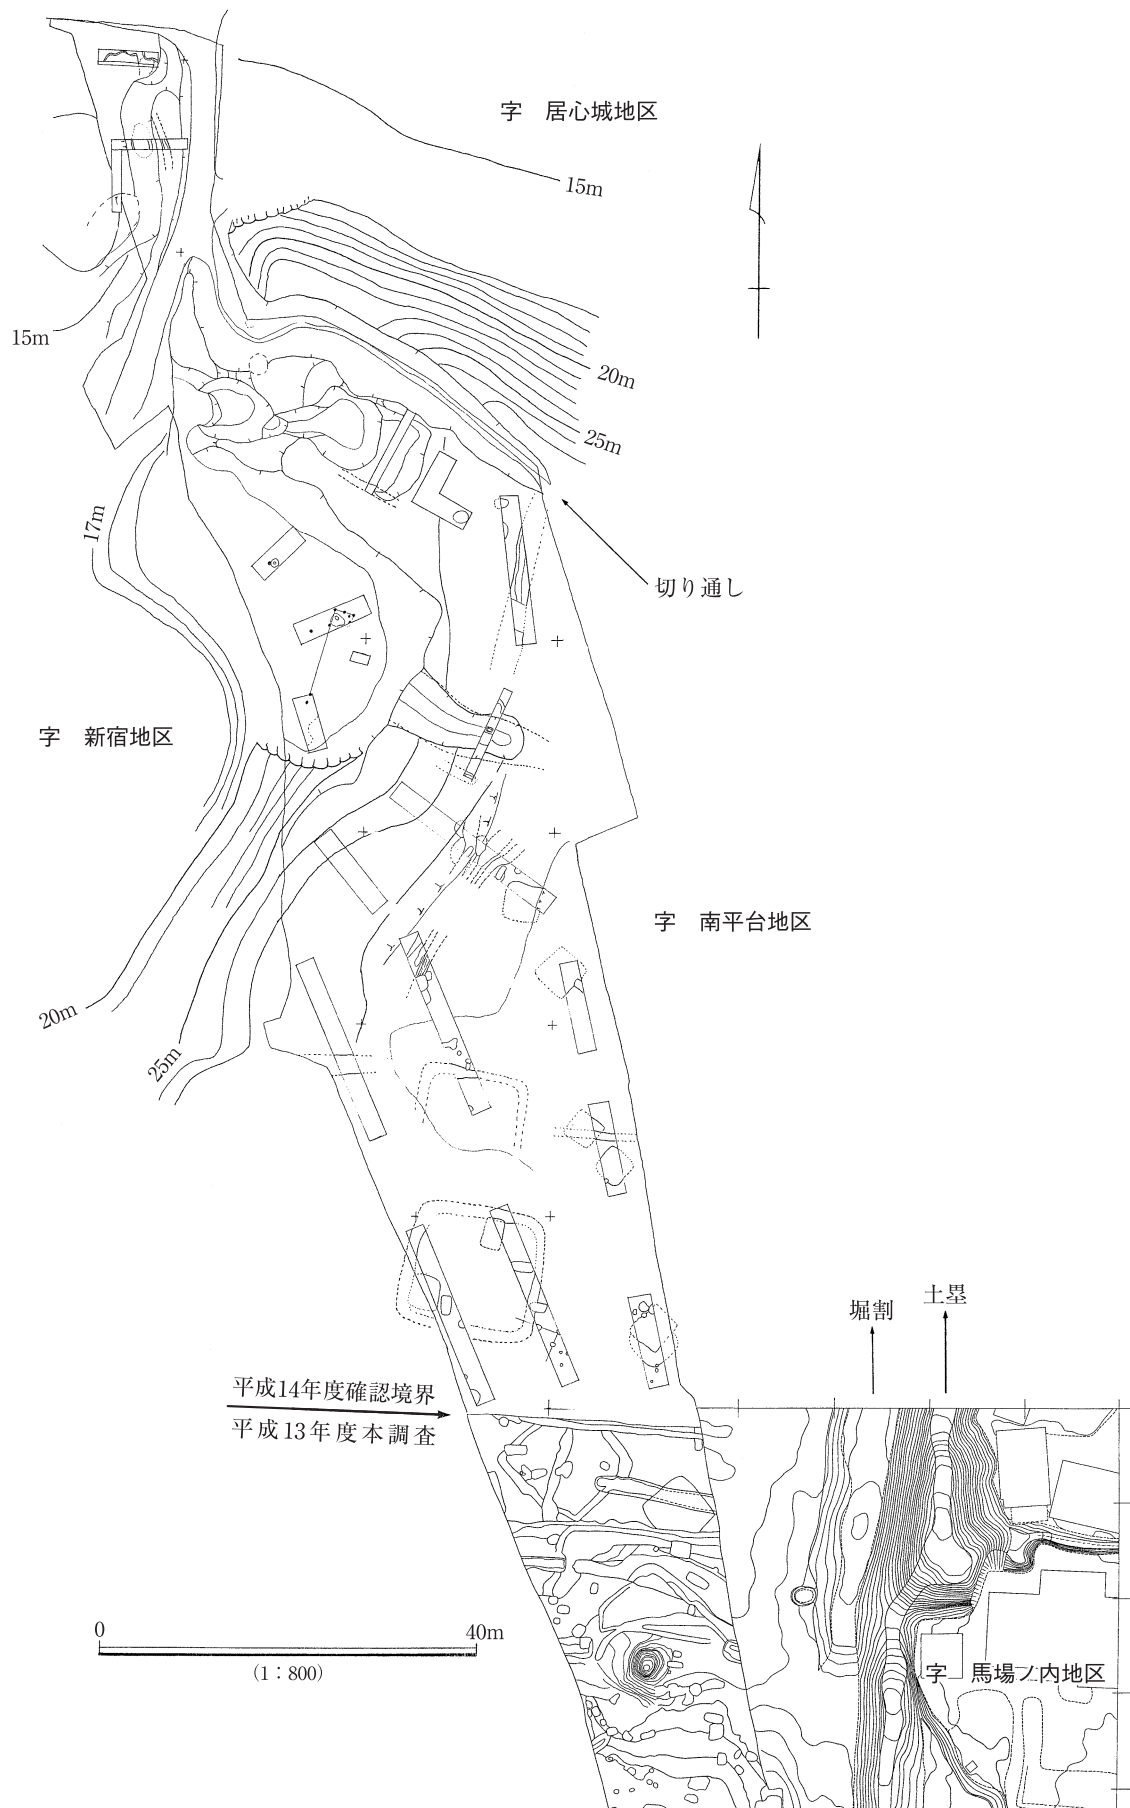 字　居心城地区
15m
15m
20m
25m
17m
切り通し
字　新宿地区
字　南平台地区
20m
25m
堀割
土塁
平成14年度確認境界
平成13年度本調査
0
40m
（1：800）
字　馬場ノ内地区